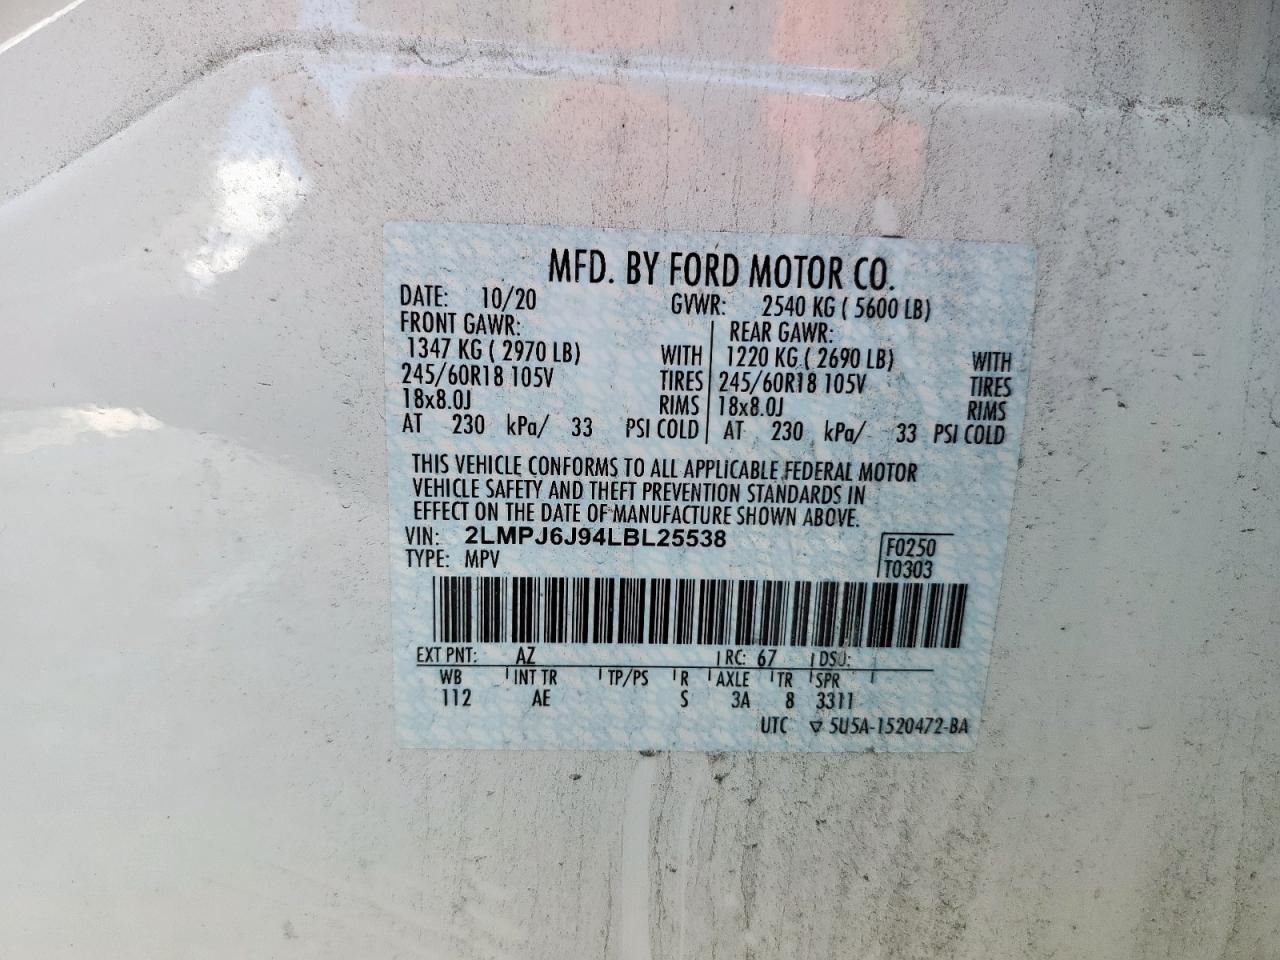 MFD. BY FORD MOTOR CO.
DATE: 10/20 GVWR: 2540 KG ( 5600 LB)
FRONT GAWR: REAR GAWR:
1347 KG ( 2970 LB) WITH 1220 KG ( 2690 LB) WITH
245/60R18 105V TIRES 245/60R18 105V TIRES
18x8.0J RIMS 18x8.0J RIMS
AT 230 kPa/ 33 PSI COLD AT 230 kPa/ 33 PSI COLD
THIS VEHICLE CONFORMS TO ALL APPLICABLE FEDERAL MOTOR
VEHICLE SAFETY AND THEFT PREVENTION STANDARDS IN
EFFECT ON THE DATE OF MANUFACTURE SHOWN ABOVE.
VIN: 2LMPJ6J94LBL25538 F0250
TYPE: MPV T0303
EXT PNT: AZ RC: 67 DSO:
WB INT TR TP/PS R AXLE TR SPR
112 AE S 3A 8 3311
UTC ▽ 5U5A-1520472-BA